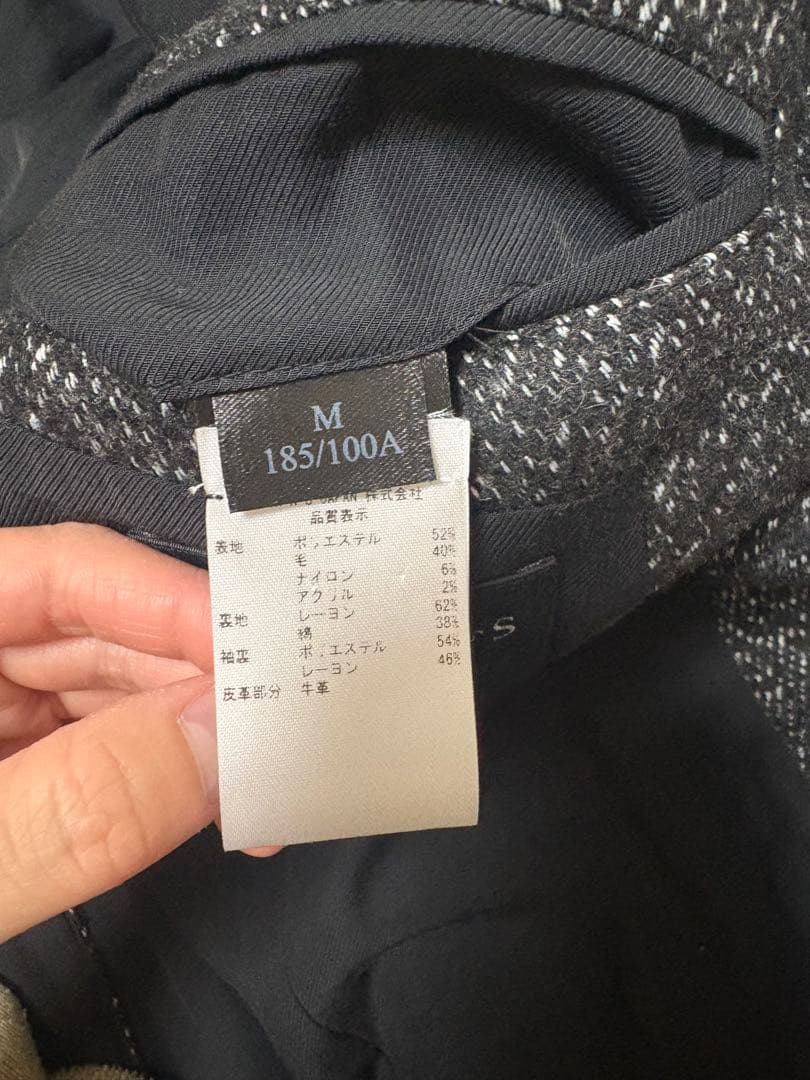 M
185/100A
JAPAN 株式会社
品質表示
表地 ポリエステル 52%
毛 40%
ナイロン 6%
アクリル 2%
裏地 レーヨン 62%
綿 38%
袖裏 ポリエステル 54%
レーヨン 46%
皮革部分 牛革
S